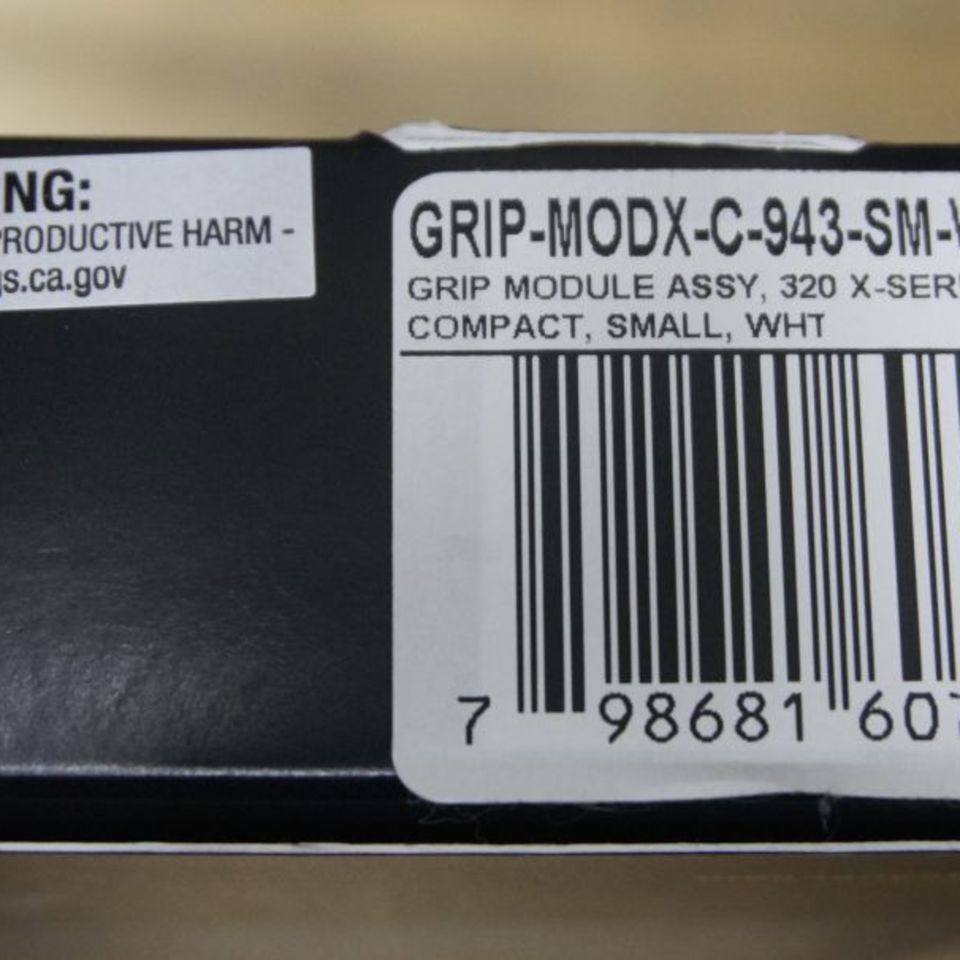 NG:
PRODUCTIVE HARM -
gs.ca.gov
GRIP-MODX-C-943-SM-
GRIP MODULE ASSY, 320 X-SER
COMPACT, SMALL, WHT
7 98681 607